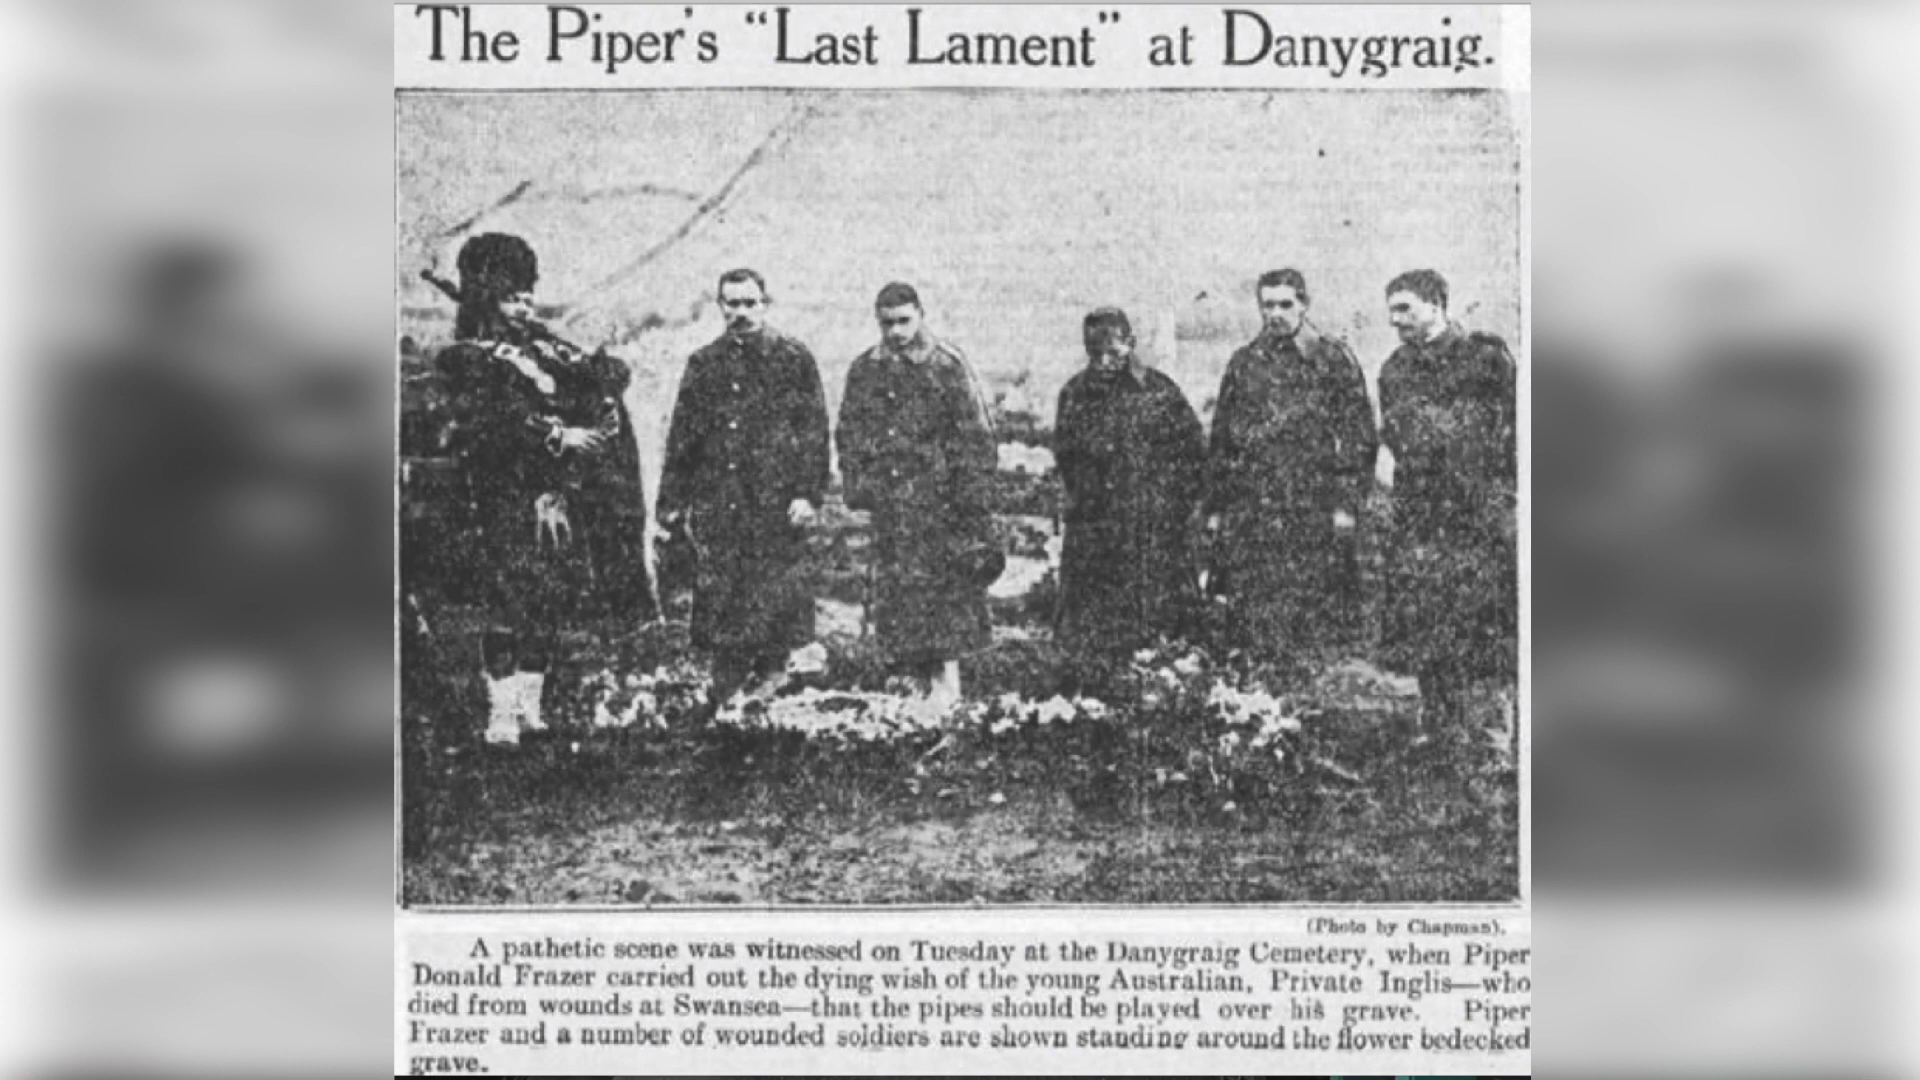 The Piper's "Last Lament" at Danygraig.
(Photo by Chapman).
A pathetic scene was witnessed on Tuesday at the Danygraig Cemetery, when Piper
Donald Frazer carried out the dying wish of the young Australian, Private Inglis—who
died from wounds at Swansea—that the pipes should be played over his grave. Piper
Frazer and a number of wounded soldiers are shown standing around the flower bedecked
grave.